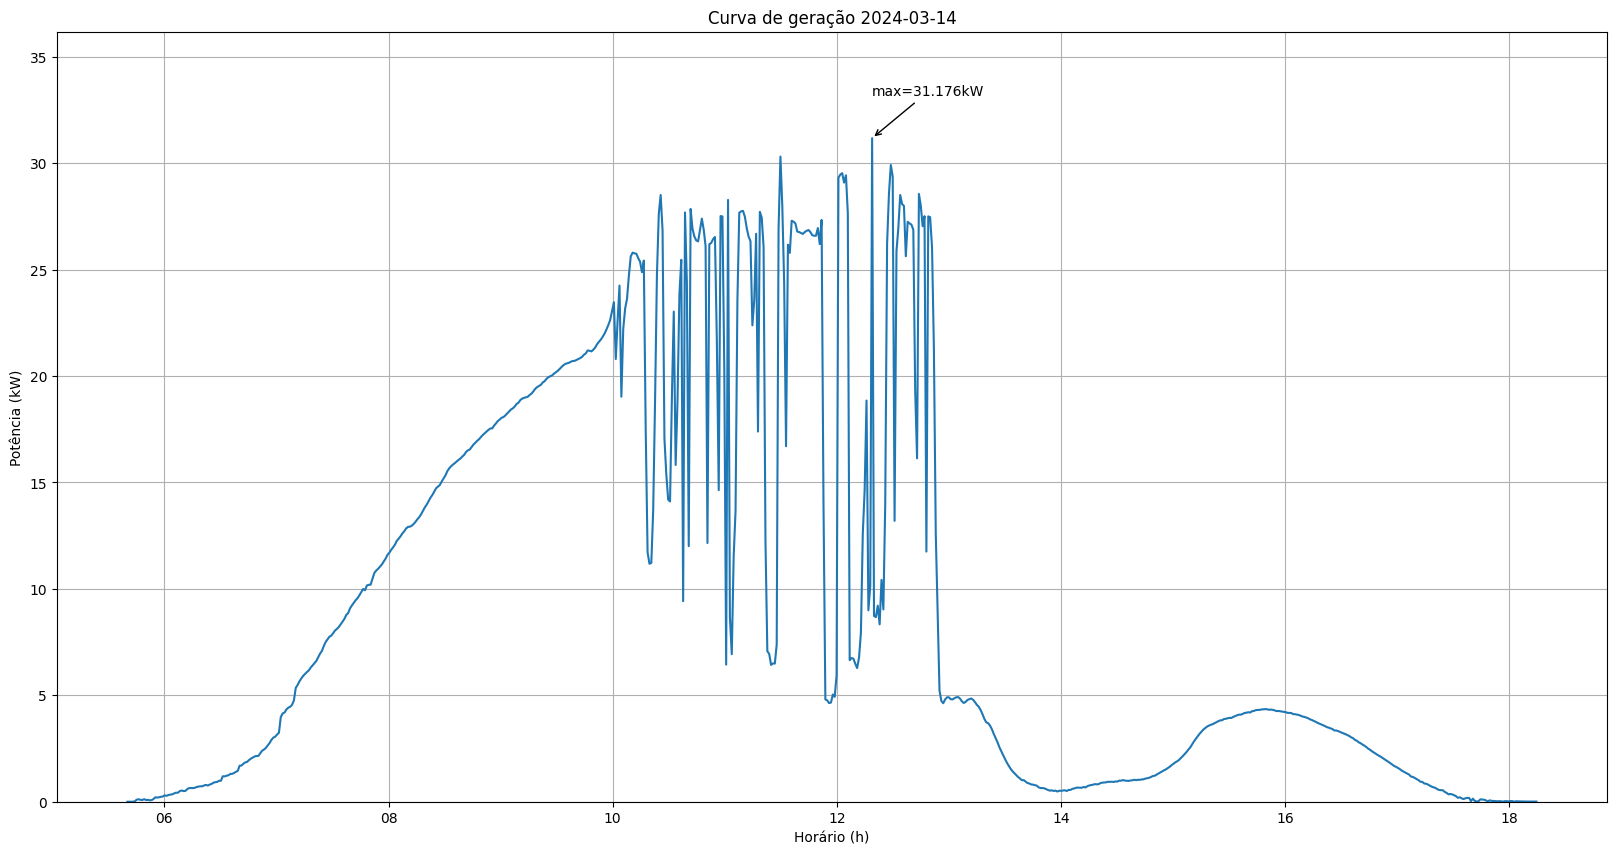 Curva de geração 2024-03-14
35
30
25
20
15
10
5
0
Potência (kW)
max=31.176kW
06 08 10 12 14 16 18
Horário (h)